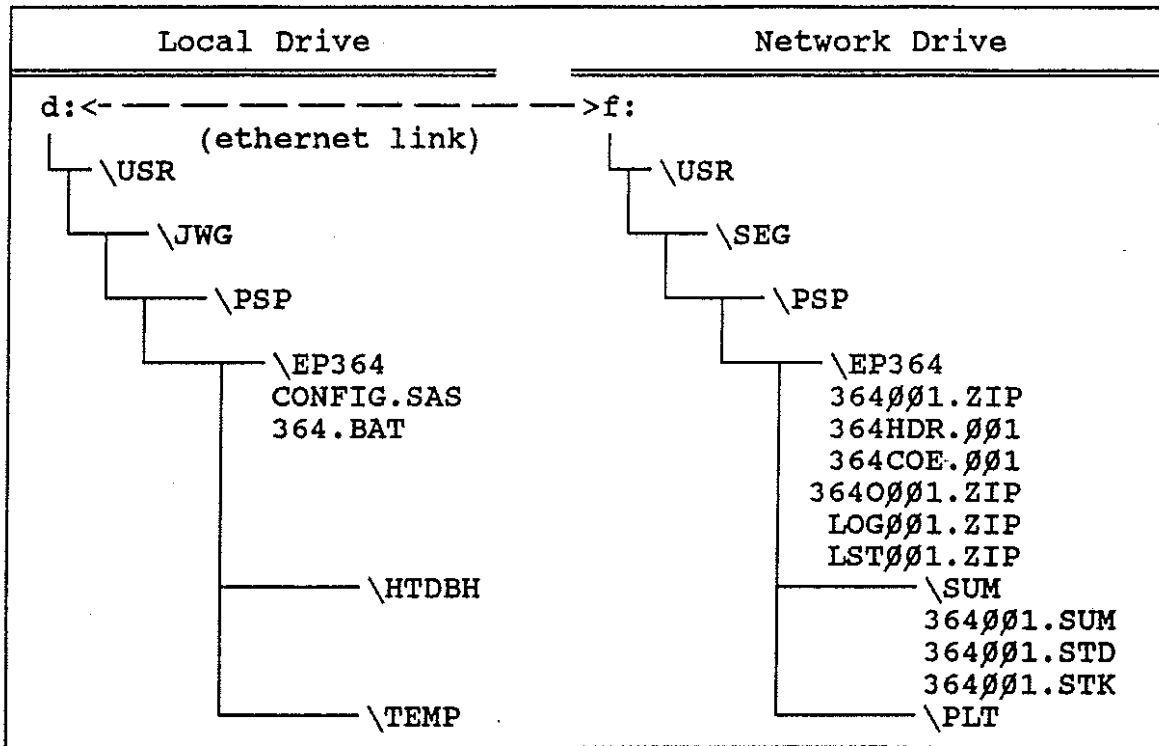 Local Drive Network Drive
d:<- — — — — — — — — — — — — ->f:
(ethernet link)
\USR \USR
\JWG \SEG
\PSP \PSP
\EP364 \EP364
CONFIG.SAS 364ØØ1.ZIP
364.BAT 364HDR.ØØ1
364COE.ØØ1
364OØØ1.ZIP
LOGØØ1.ZIP
LSTØØ1.ZIP
\HTDBH \SUM
364ØØ1.SUM
364ØØ1.STD
364ØØ1.STK
\TEMP \PLT